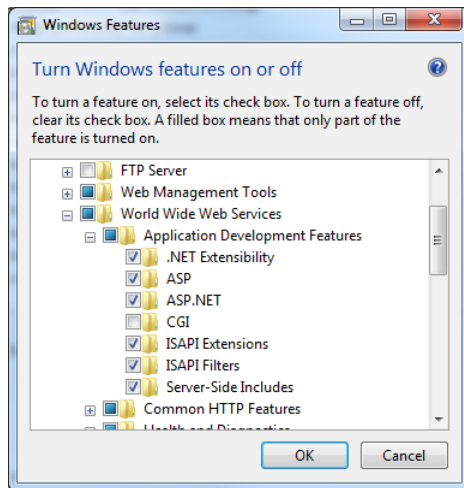 Windows Features
Turn Windows features on or off
To turn a feature on, select its check box. To turn a feature off,
clear its check box. A filled box means that only part of the
feature is turned on.
FTP Server
Web Management Tools
World Wide Web Services
Application Development Features
.NET Extensibility
ASP
ASP.NET
CGI
ISAPI Extensions
ISAPI Filters
Server-Side Includes
Common HTTP Features
Health and Diagnostics
OK Cancel